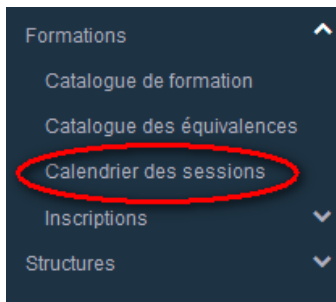 Formations
Catalogue de formation
Catalogue des équivalences
Calendrier des sessions
Inscriptions
Structures